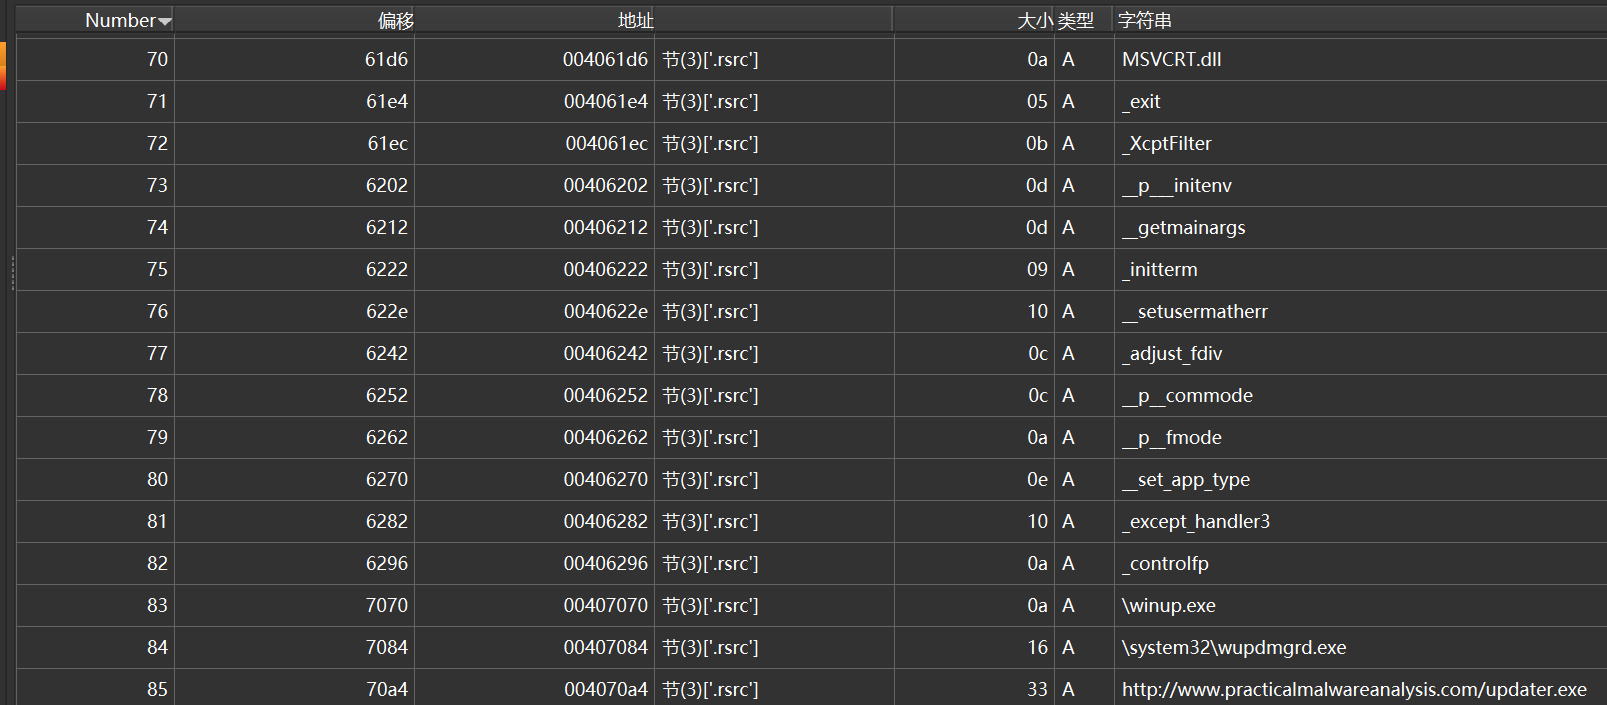 Number 偏移 地址 大小 类型 字符串
70 61d6 004061d6 节(3)['.rsrc'] 0a A MSVCRT.dll
71 61e4 004061e4 节(3)['.rsrc'] 05 A _exit
72 61ec 004061ec 节(3)['.rsrc'] 0b A _XcptFilter
73 6202 00406202 节(3)['.rsrc'] 0d A __p___initenv
74 6212 00406212 节(3)['.rsrc'] 0d A __getmainargs
75 6222 00406222 节(3)['.rsrc'] 09 A _initterm
76 622e 0040622e 节(3)['.rsrc'] 10 A __setusermatherr
77 6242 00406242 节(3)['.rsrc'] 0c A _adjust_fdiv
78 6252 00406252 节(3)['.rsrc'] 0c A __p__commode
79 6262 00406262 节(3)['.rsrc'] 0a A __p__fmode
80 6270 00406270 节(3)['.rsrc'] 0e A __set_app_type
81 6282 00406282 节(3)['.rsrc'] 10 A _except_handler3
82 6296 00406296 节(3)['.rsrc'] 0a A _controlfp
83 7070 00407070 节(3)['.rsrc'] 0a A \winup.exe
84 7084 00407084 节(3)['.rsrc'] 16 A \system32\wupdmgrd.exe
85 70a4 004070a4 节(3)['.rsrc'] 33 A http://www.practicalmalwareanalysis.com/updater.exe